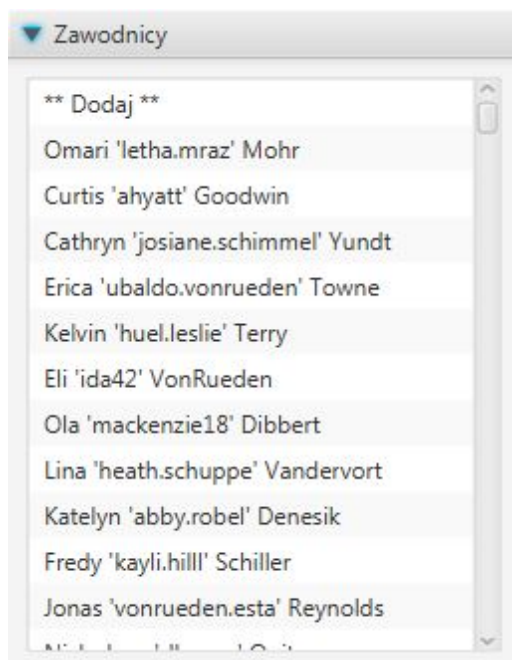 Zawodnicy
** Dodaj **
Omari 'letha.mraz' Mohr
Curtis 'ahyatt' Goodwin
Cathryn 'josiane.schimmel' Yundt
Erica 'ubaldo.vonrueden' Towne
Kelvin 'huel.leslie' Terry
Eli 'ida42' VonRueden
Ola 'mackenzie18' Dibbert
Lina 'heath.schuppe' Vandervort
Katelyn 'abby.robel' Denesik
Fredy 'kayli.hilll' Schiller
Jonas 'vonrueden.esta' Reynolds